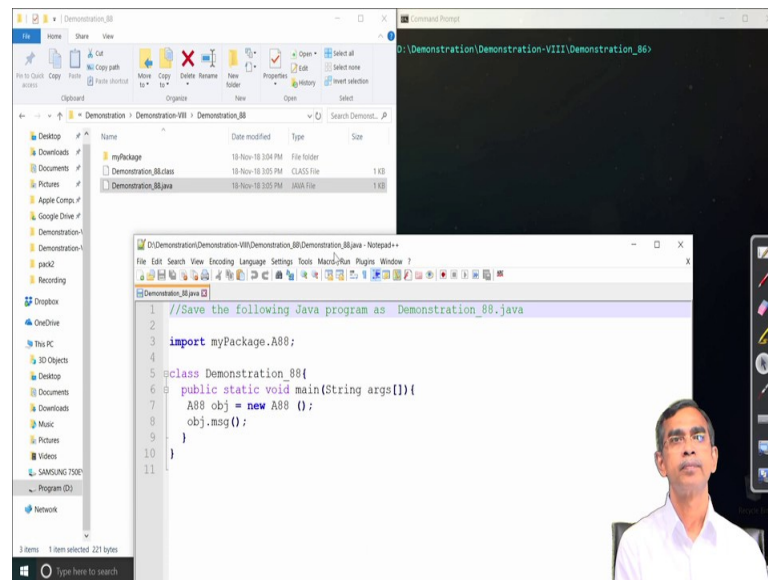 Demonstration_88
File Home Share View
Pin to Quick access
Copy
Paste
Cut
Copy path
Paste shortcut
Move to
Copy to
Delete
Rename
New folder
Properties
Open
Edit
History
Select all
Select none
Invert selection
Clipboard Organize New Open Select
« Demonstration > Demonstration-VIII > Demonstration_88
Search Demonst...
Name Date modified Type Size
myPackage 18-Nov-18 3:04 PM File folder
Demonstration_88.class 18-Nov-18 3:05 PM CLASS File 1 KB
Demonstration_88.java 18-Nov-18 3:05 PM JAVA File 1 KB
Desktop
Downloads
Documents
Pictures
Apple Compu
Google Drive
Demonstration-V
Demonstration-V
pack2
Recording
Dropbox
OneDrive
This PC
3D Objects
Desktop
Documents
Downloads
Music
Pictures
Videos
SAMSUNG 750E
Program (D:)
Network
3 items 1 item selected 221 bytes
Type here to search
Command Prompt
D:\Demonstration\Demonstration-VIII\Demonstration_86>
D:\Demonstration\Demonstration-VIII\Demonstration_88\Demonstration_88.java - Notepad++
File Edit Search View Encoding Language Settings Tools Macro Run Plugins Window ?
X
Demonstration_88.java
1 //Save the following Java program as Demonstration_88.java
2
3 import myPackage.A88;
4
5 class Demonstration_88{
6 public static void main(String args[]){
7 A88 obj = new A88 ();
8 obj.msg();
9 }
10 }
11